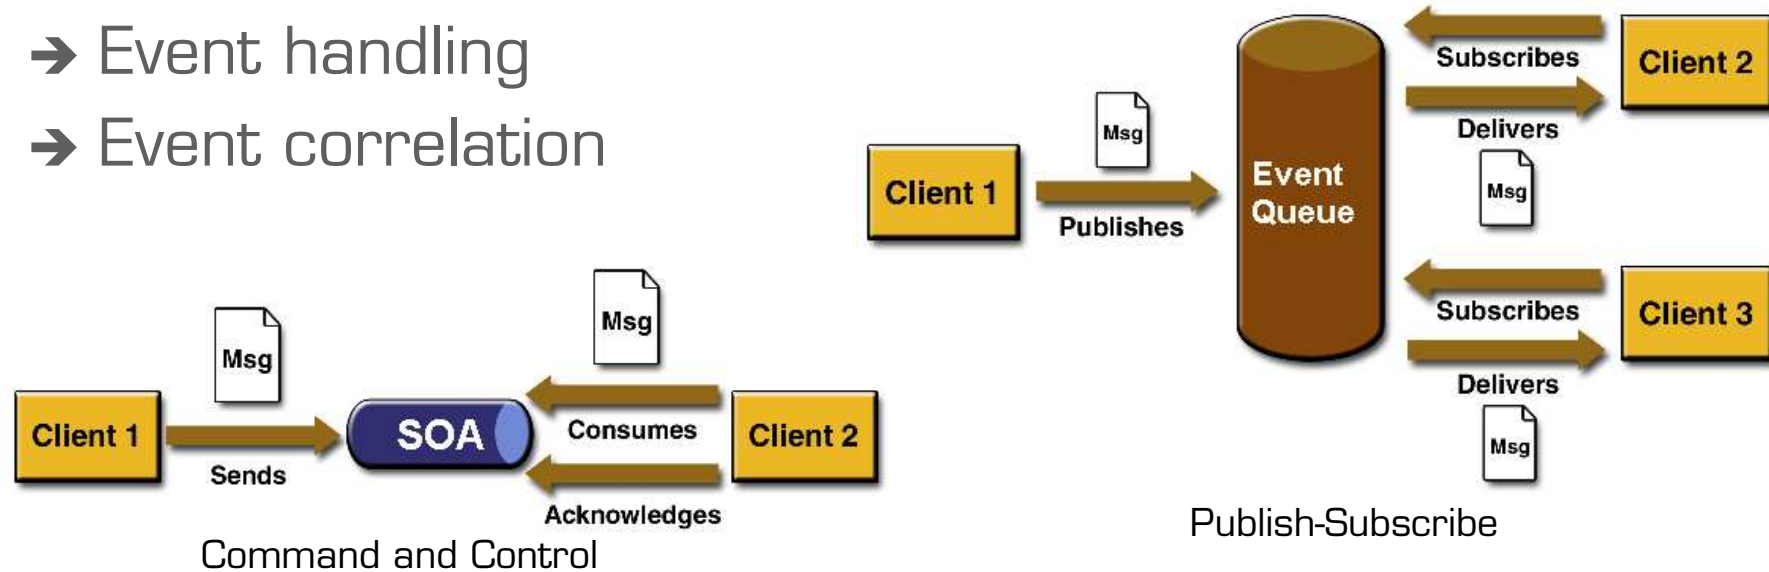 ➔ Event handling
➔ Event correlation
Client 1
Msg
Sends
SOA
Msg
Consumes
Acknowledges
Client 2
Command and Control
Client 1
Msg
Publishes
Event
Queue
Subscribes
Delivers
Msg
Client 2
Subscribes
Delivers
Msg
Client 3
Publish-Subscribe